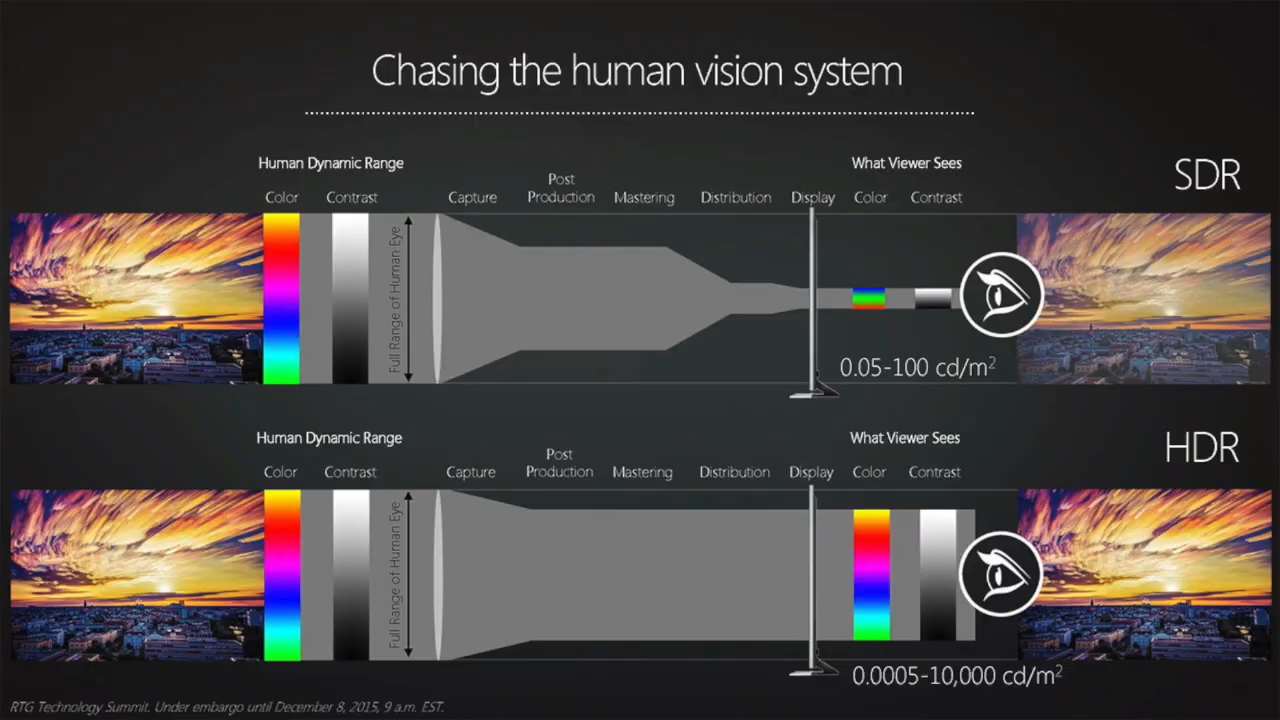 Chasing the human vision system
Human Dynamic Range
What Viewer Sees
SDR
Color
Contrast
Capture
Post
Production
Mastering
Distribution
Display
Color
Contrast
Full Range of Human Eye
0.05-100 cd/m²
Human Dynamic Range
What Viewer Sees
HDR
Color
Contrast
Capture
Post
Production
Mastering
Distribution
Display
Color
Contrast
Full Range of Human Eye
0.0005-10,000 cd/m²
RTG Technology Summit. Under embargo until December 8, 2015, 9 a.m. EST.